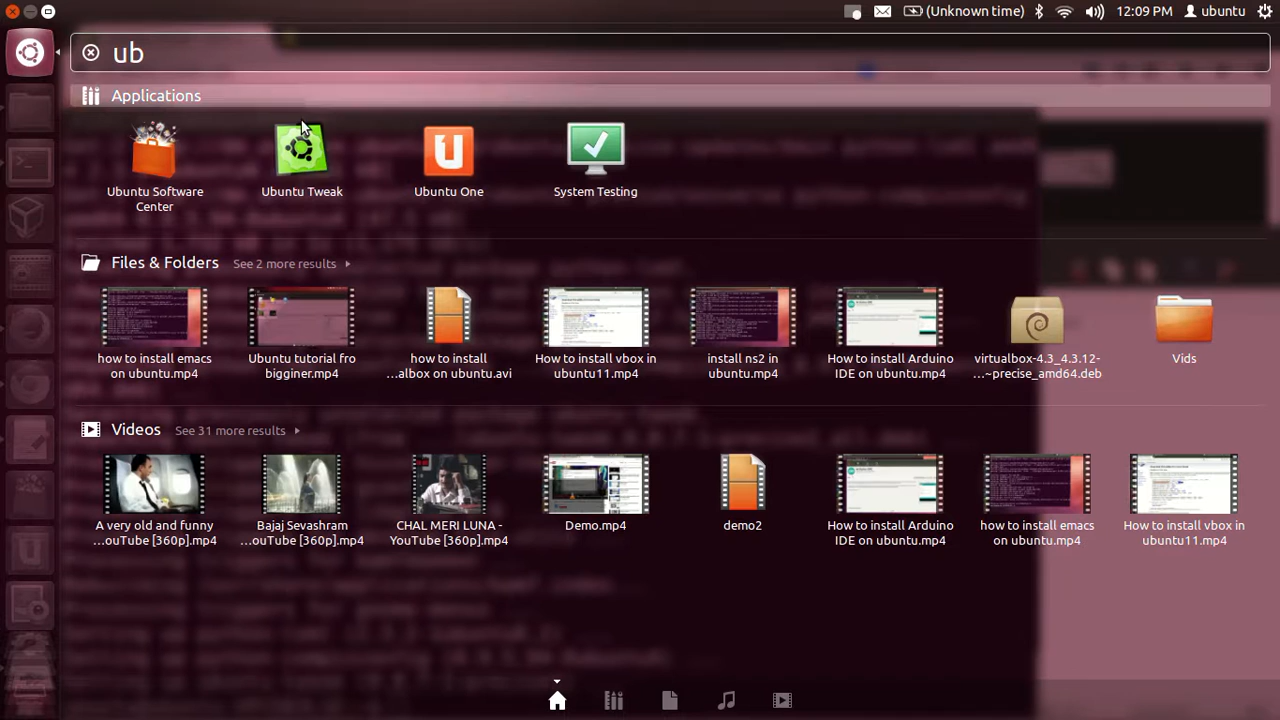 (Unknown time) 12:09 PM ubuntu
ub
Applications
Ubuntu Software
Center
Ubuntu Tweak
Ubuntu One
System Testing
Files & Folders See 2 more results
how to install emacs
on ubuntu.mp4
Ubuntu tutorial fro
bigginer.mp4
how to install
...albox on ubuntu.avi
How to install vbox in
ubuntu11.mp4
install ns2 in
ubuntu.mp4
How to install Arduino
IDE on ubuntu.mp4
virtualbox-4.3_4.3.12-
...~precise_amd64.deb
Vids
Videos See 31 more results
A very old and funny
...ouTube [360p].mp4
Bajaj Sevashram
...ouTube [360p].mp4
CHAL MERI LUNA -
YouTube [360p].mp4
Demo.mp4
demo2
How to install Arduino
IDE on ubuntu.mp4
how to install emacs
on ubuntu.mp4
How to install vbox in
ubuntu11.mp4